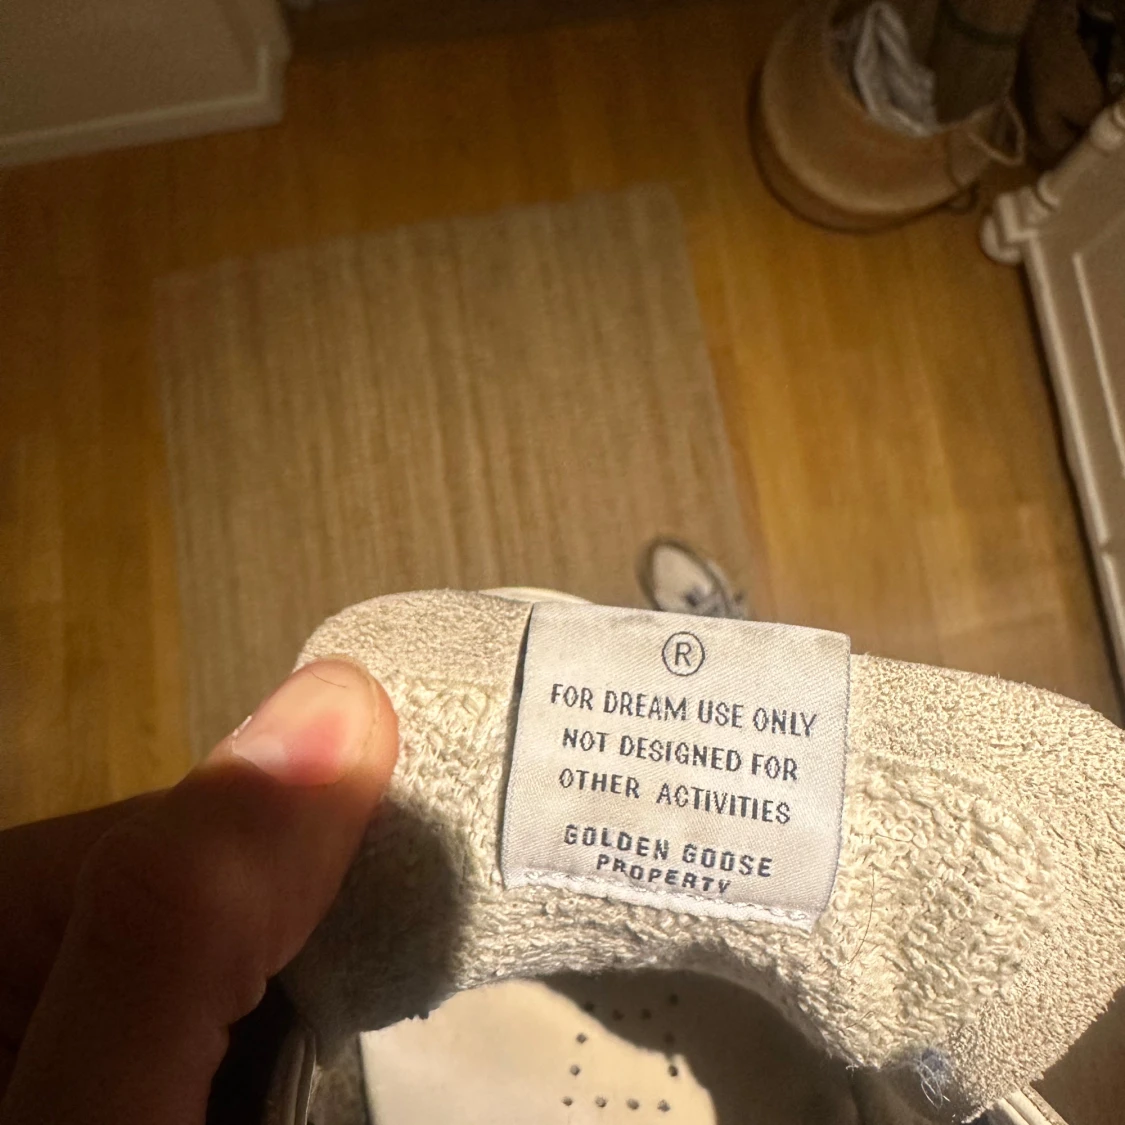 ®
FOR DREAM USE ONLY
NOT DESIGNED FOR
OTHER ACTIVITIES
GOLDEN GOOSE
PROPERTY